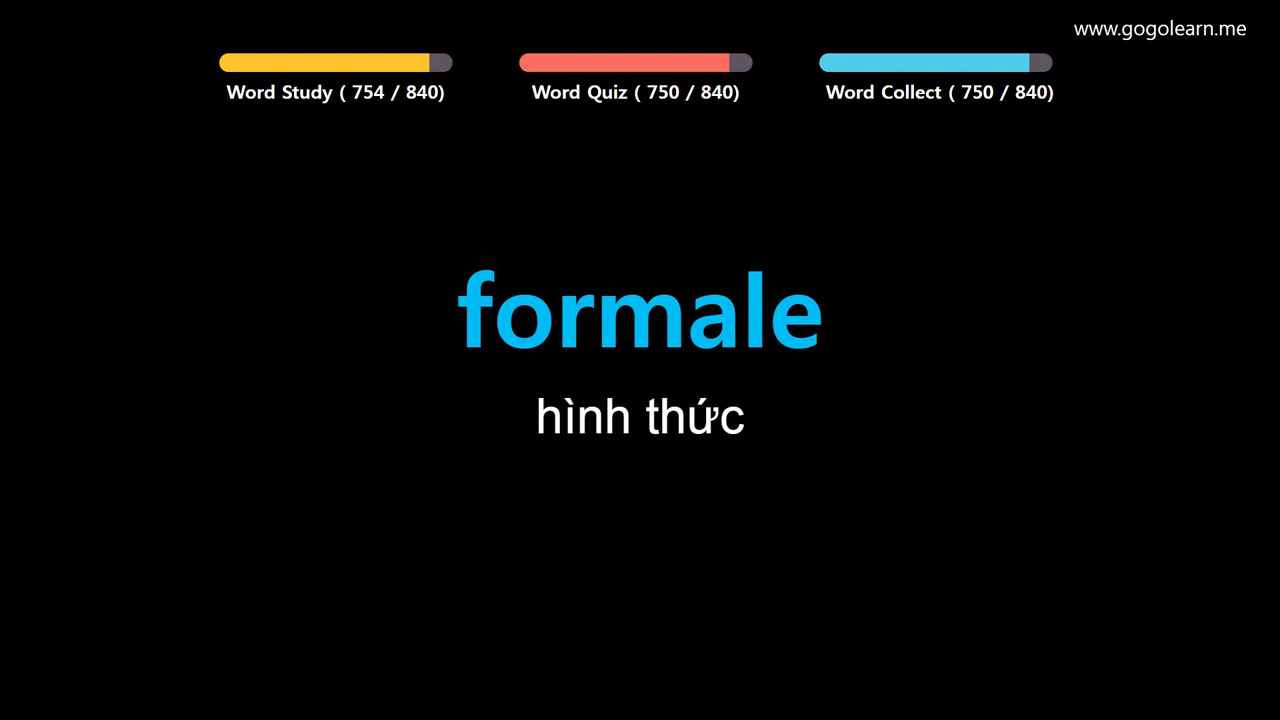 www.gogolearn.me
Word Study ( 754 / 840)
Word Quiz ( 750 / 840)
Word Collect ( 750 / 840)
formale
hình thức